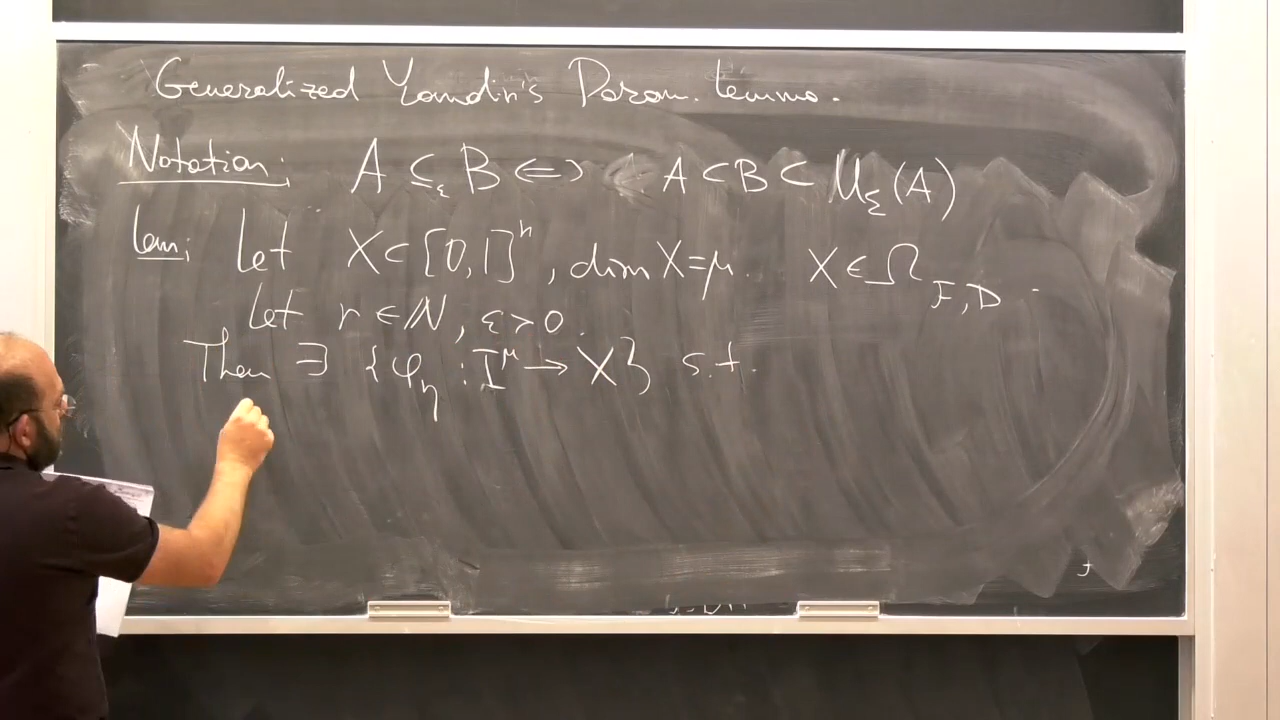 Generalized Yomdin's Param. Lemma.
Notation: A ⊆_ε B ⇔ A ⊂ B ⊂ U_ε(A)
Lem: Let X ⊂ [0,1]^n, dim X = μ. X ∈ Ω_{F,D}.
Let r ∈ ℕ, ε > 0.
Then ∃ {φ_η : I^μ → X} s.t.